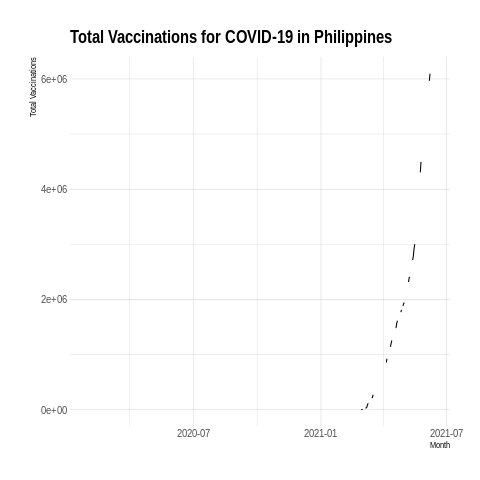 Total Vaccinations for COVID-19 in Philippines
Total Vaccinations
6e+06
4e+06
2e+06
0e+00
2020-07
2021-01
2021-07
Month